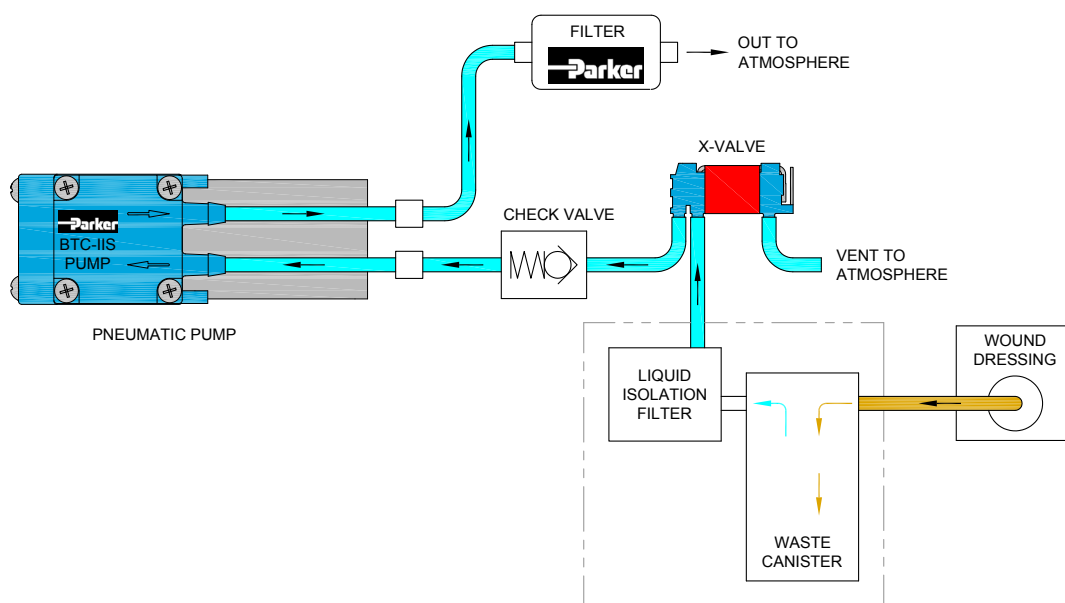 FILTER
Parker
OUT TO
ATMOSPHERE
X-VALVE
Parker
BTC-IIS
PUMP
CHECK VALVE
VENT TO
ATMOSPHERE
PNEUMATIC PUMP
LIQUID
ISOLATION
FILTER
WOUND
DRESSING
WASTE
CANISTER